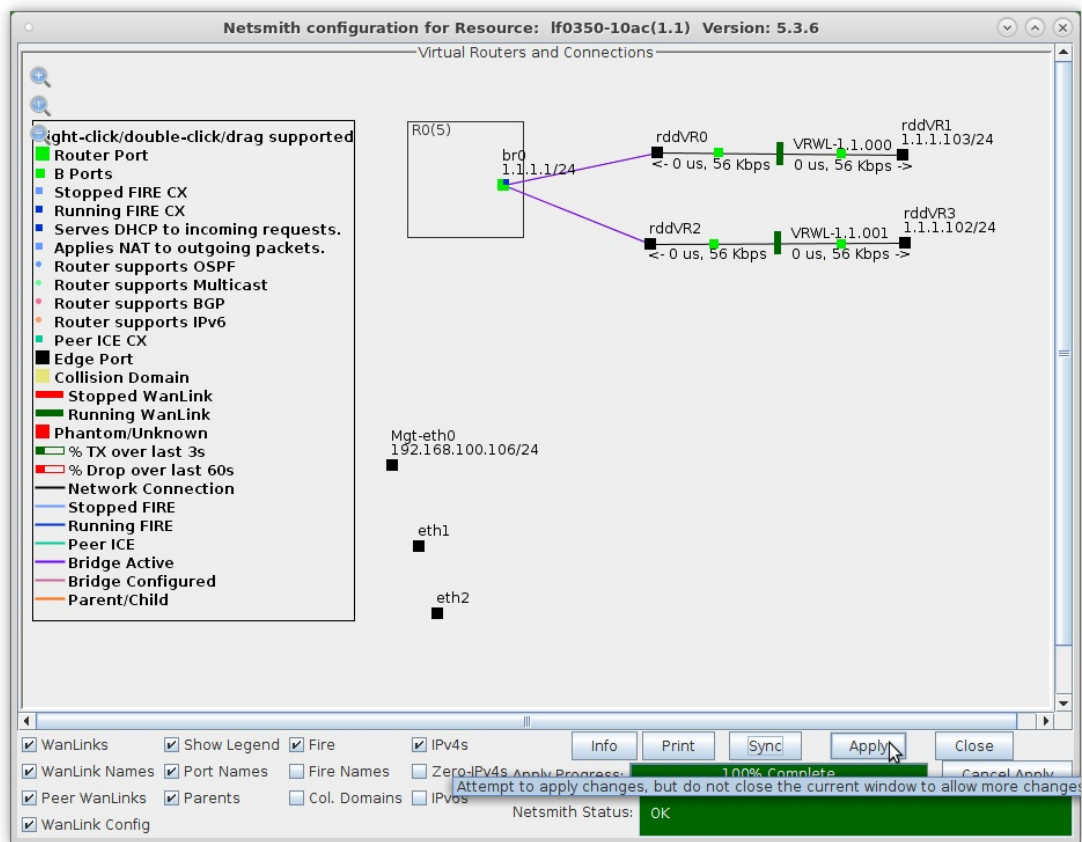 Netsmith configuration for Resource: lf0350-10ac(1.1) Version: 5.3.6
Virtual Routers and Connections
ight-click/double-click/drag supported
Router Port
B Ports
Stopped FIRE CX
Running FIRE CX
Serves DHCP to incoming requests.
Applies NAT to outgoing packets.
Router supports OSPF
Router supports Multicast
Router supports BGP
Router supports IPv6
Peer ICE CX
Edge Port
Collision Domain
Stopped WanLink
Running WanLink
Phantom/Unknown
% TX over last 3s
% Drop over last 60s
Network Connection
Stopped FIRE
Running FIRE
Peer ICE
Bridge Active
Bridge Configured
Parent/Child
R0(5)
br0
1.1.1.1/24
rddVR0
<- 0 us, 56 Kbps
VRWL-1.1.000
0 us, 56 Kbps ->
rddVR1
1.1.1.103/24
rddVR2
<- 0 us, 56 Kbps
VRWL-1.1.001
0 us, 56 Kbps ->
rddVR3
1.1.1.102/24
Mgt-eth0
192.168.100.106/24
eth1
eth2
WanLinks Show Legend Fire IPv4s Info Print Sync Apply Close
WanLink Names Port Names Fire Names Zero-IPv4s Apply Progress: 100% Complete Cancel Apply
Peer WanLinks Parents Col. Domains IPv6s
Attempt to apply changes, but do not close the current window to allow more changes
WanLink Config
Netsmith Status: OK